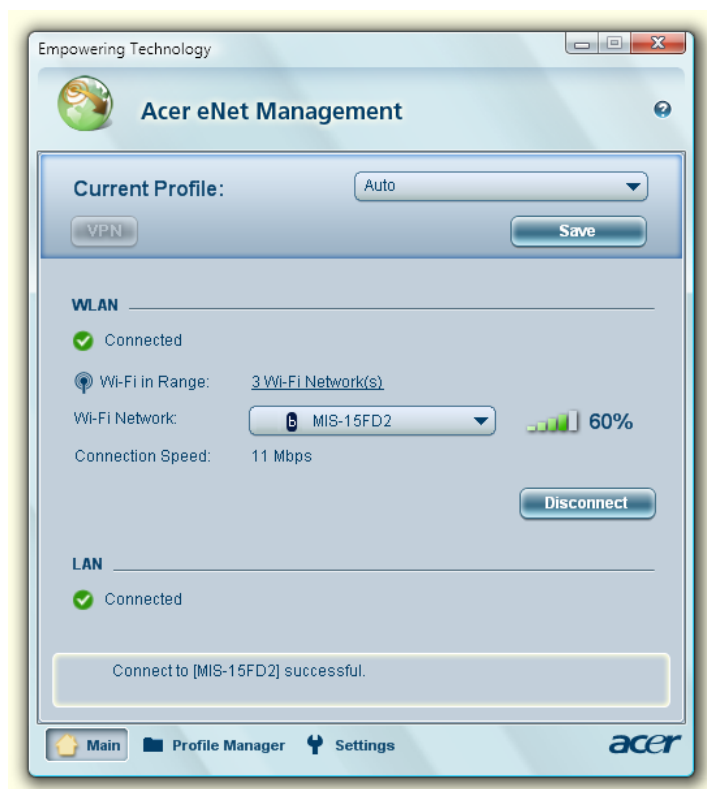 Empowering Technology
Acer eNet Management
Current Profile:
Auto
VPN
Save
WLAN
Connected
Wi-Fi in Range:
3 Wi-Fi Network(s)
Wi-Fi Network:
b MIS-15FD2
60%
Connection Speed:
11 Mbps
Disconnect
LAN
Connected
Connect to [MIS-15FD2] successful.
Main
Profile Manager
Settings
acer